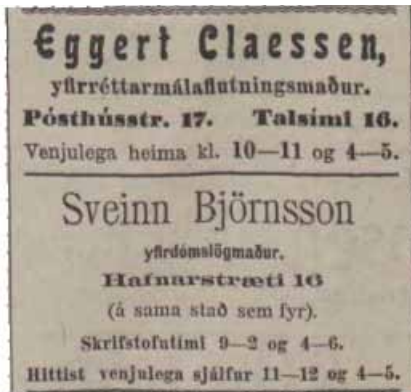 Eggert Claessen,
yfirréttarmálaflutningsmaður.
Pósthússtr. 17. Talsími 16.
Venjulega heima kl. 10—11 og 4—5.
Sveinn Björnsson
yfirdómslögmaður.
Hafnarstræti 16
(á sama stað sem fyr).
Skrifstofutími 9—2 og 4—6.
Hittist venjulega sjálfur 11—12 og 4—5.